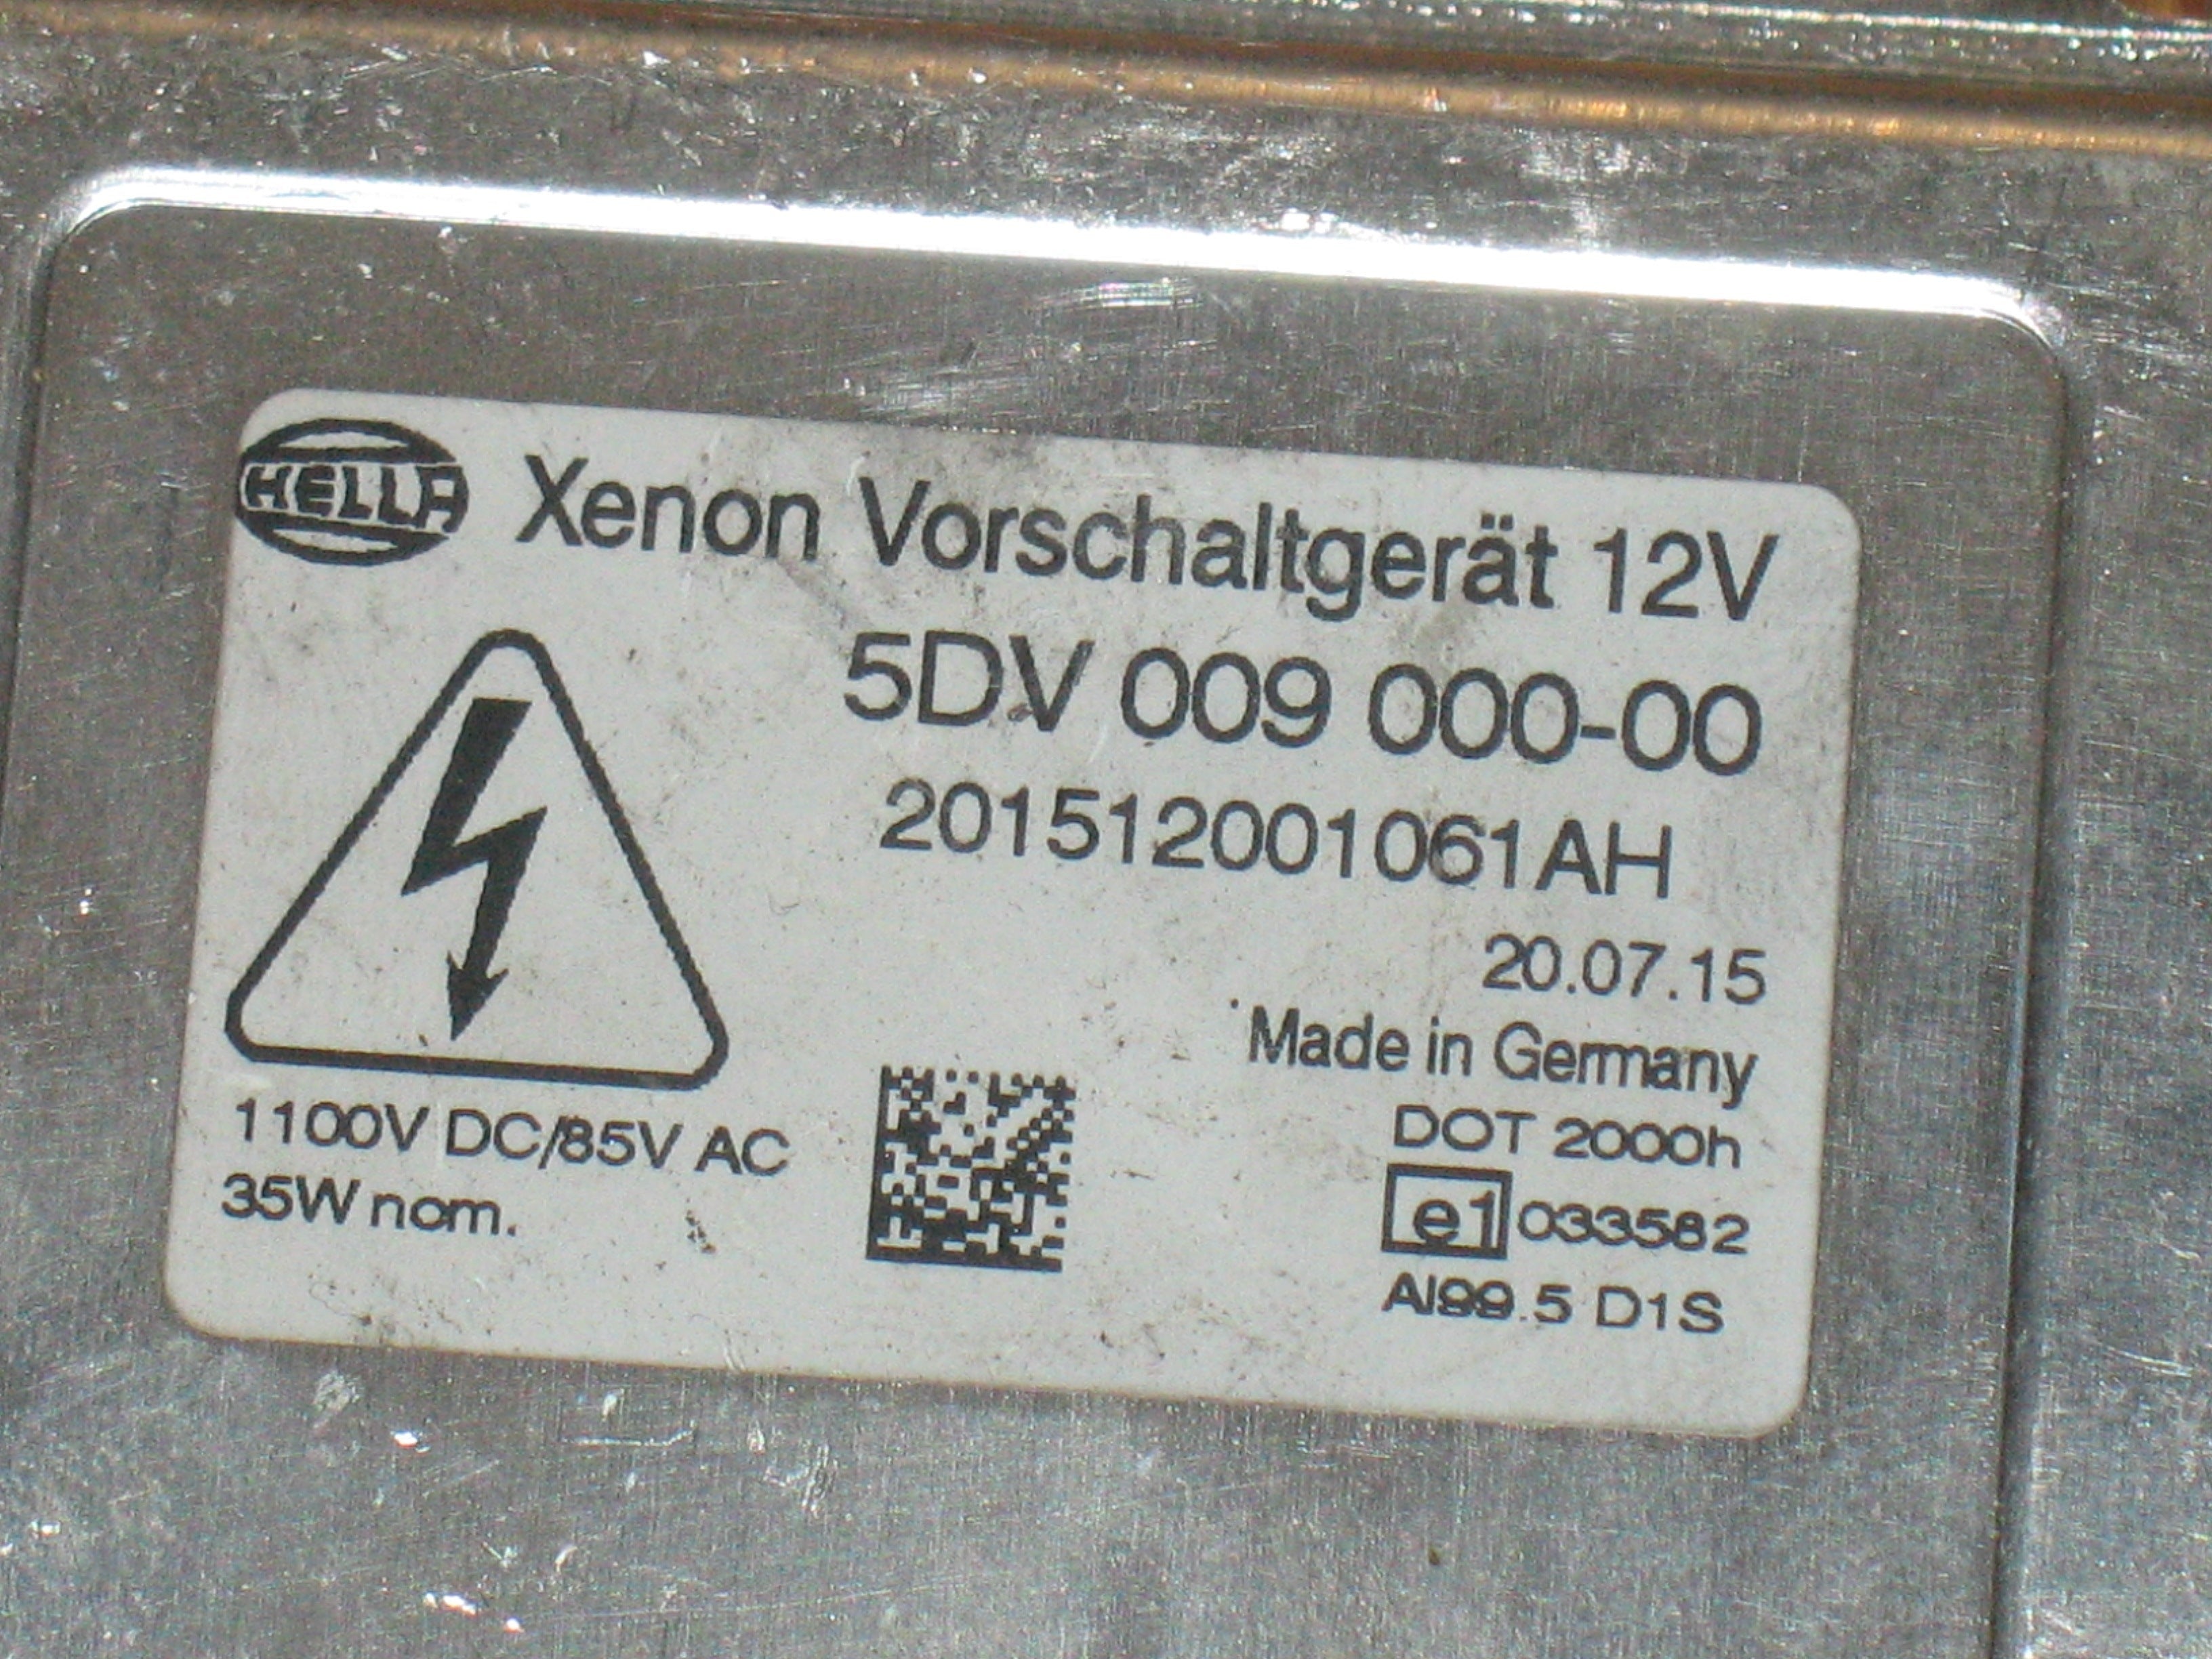 HELLA Xenon Vorschaltgerät 12V
5DV 009 000-00
201512001061AH
20.07.15
Made in Germany
1100V DC/85V AC
35W nom.
DOT 2000h
e1 033582
AI99.5 D1S